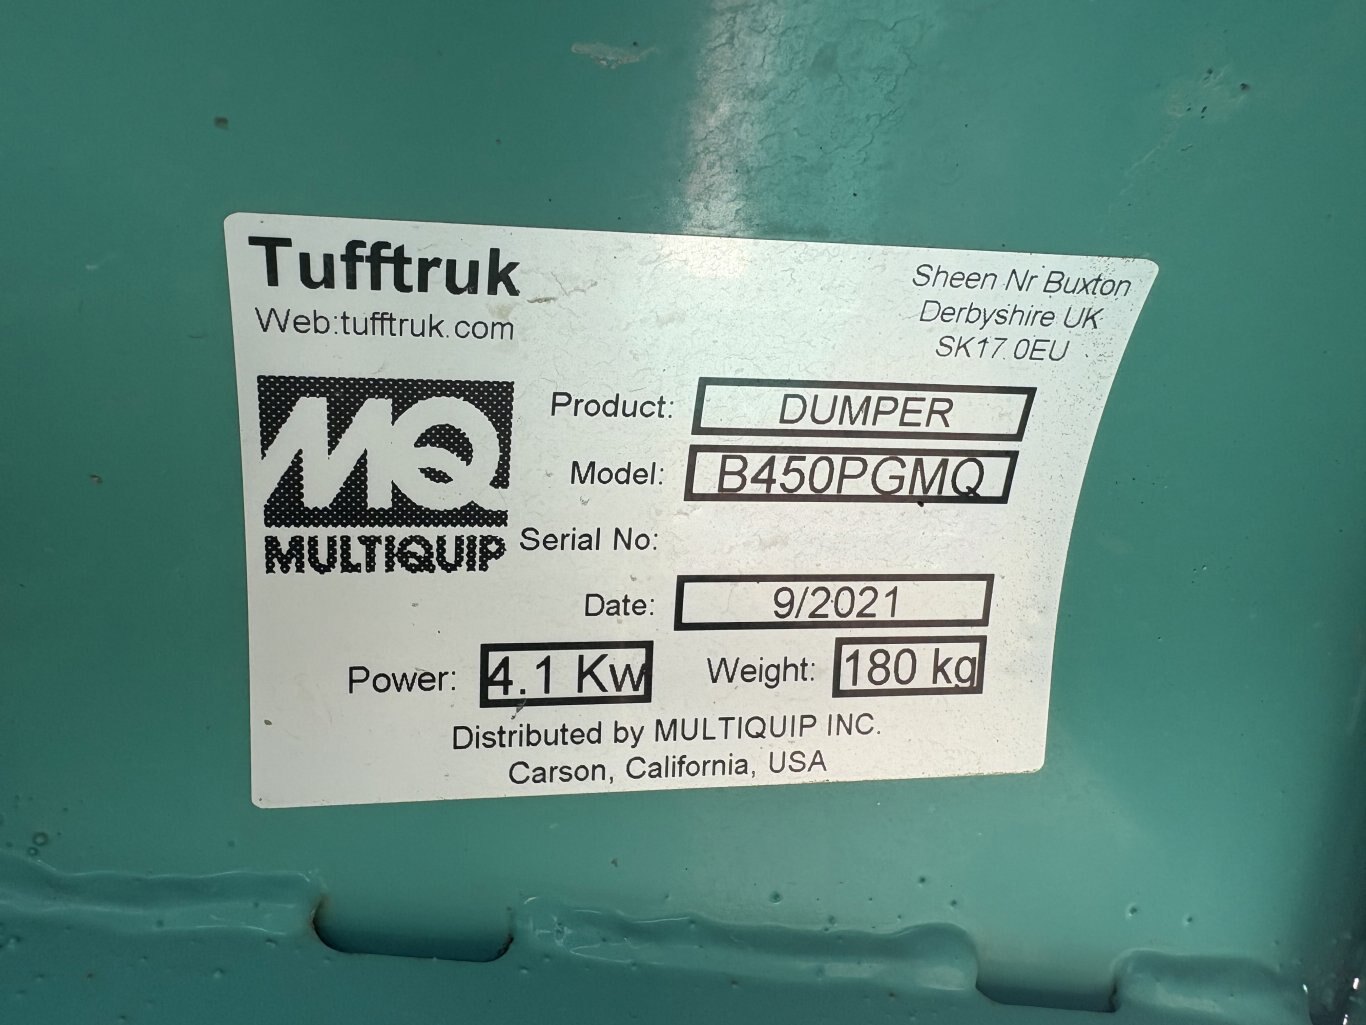 Tufftruk
Web:tufftruk.com
Sheen Nr Buxton
Derbyshire UK
SK17 0EU
MQ
MULTIQUIP
Product: DUMPER
Model: B450PGMQ
Serial No:
Date: 9/2021
Power: 4.1 Kw Weight: 180 kg
Distributed by MULTIQUIP INC.
Carson, California, USA